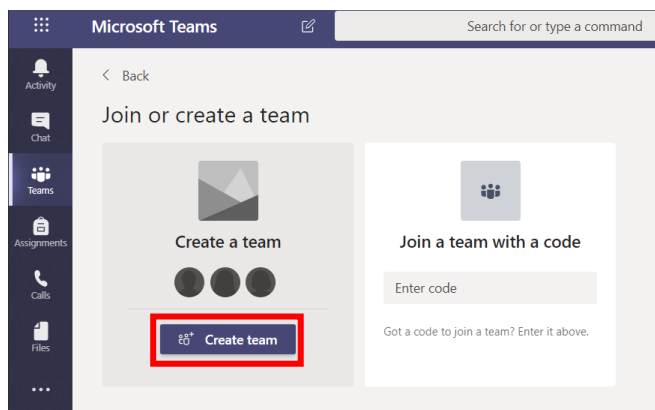 Microsoft Teams
Search for or type a command
Activity
Chat
Teams
Assignments
Calls
Files
Back
Join or create a team
Create a team
Create team
Join a team with a code
Enter code
Got a code to join a team? Enter it above.